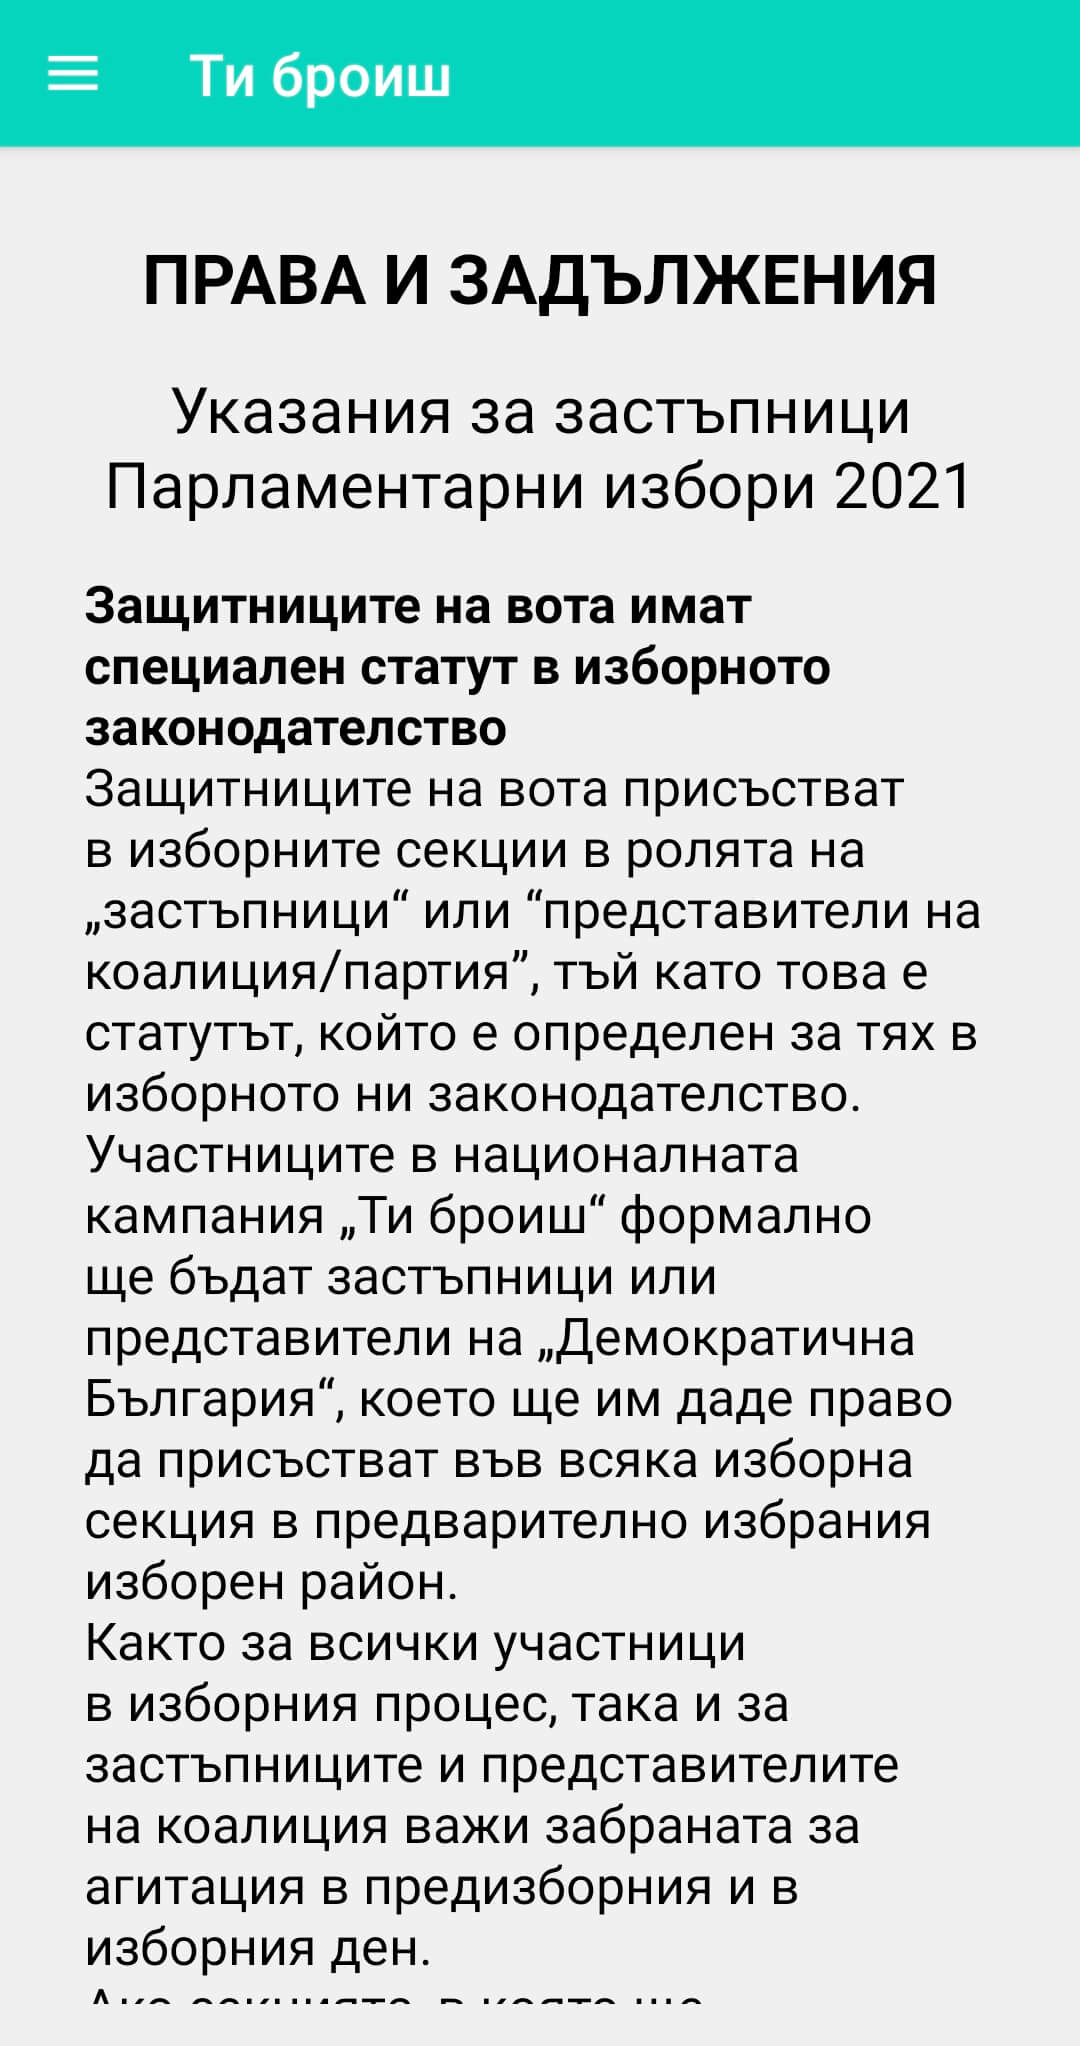 Ти броиш
ПРАВА И ЗАДЪЛЖЕНИЯ
Указания за застъпници
Парламентарни избори 2021
Защитниците на вота имат
специален статут в изборното
законодателство
Защитниците на вота присъстват
в изборните секции в ролята на
„застъпници“ или “представители на
коалиция/партия”, тъй като това е
статутът, който е определен за тях в
изборното ни законодателство.
Участниците в националната
кампания „Ти броиш“ формално
ще бъдат застъпници или
представители на „Демократична
България“, което ще им даде право
да присъстват във всяка изборна
секция в предварително избрания
изборен район.
Както за всички участници
в изборния процес, така и за
застъпниците и представителите
на коалиция важи забраната за
агитация в предизборния и в
изборния ден.
Ако секцията, в която ще